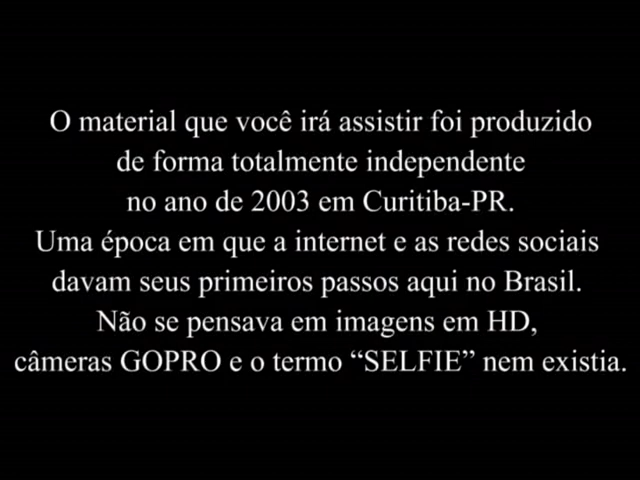 O material que você irá assistir foi produzido
de forma totalmente independente
no ano de 2003 em Curitiba-PR.
Uma época em que a internet e as redes sociais
davam seus primeiros passos aqui no Brasil.
Não se pensava em imagens em HD,
câmeras GOPRO e o termo “SELFIE” nem existia.